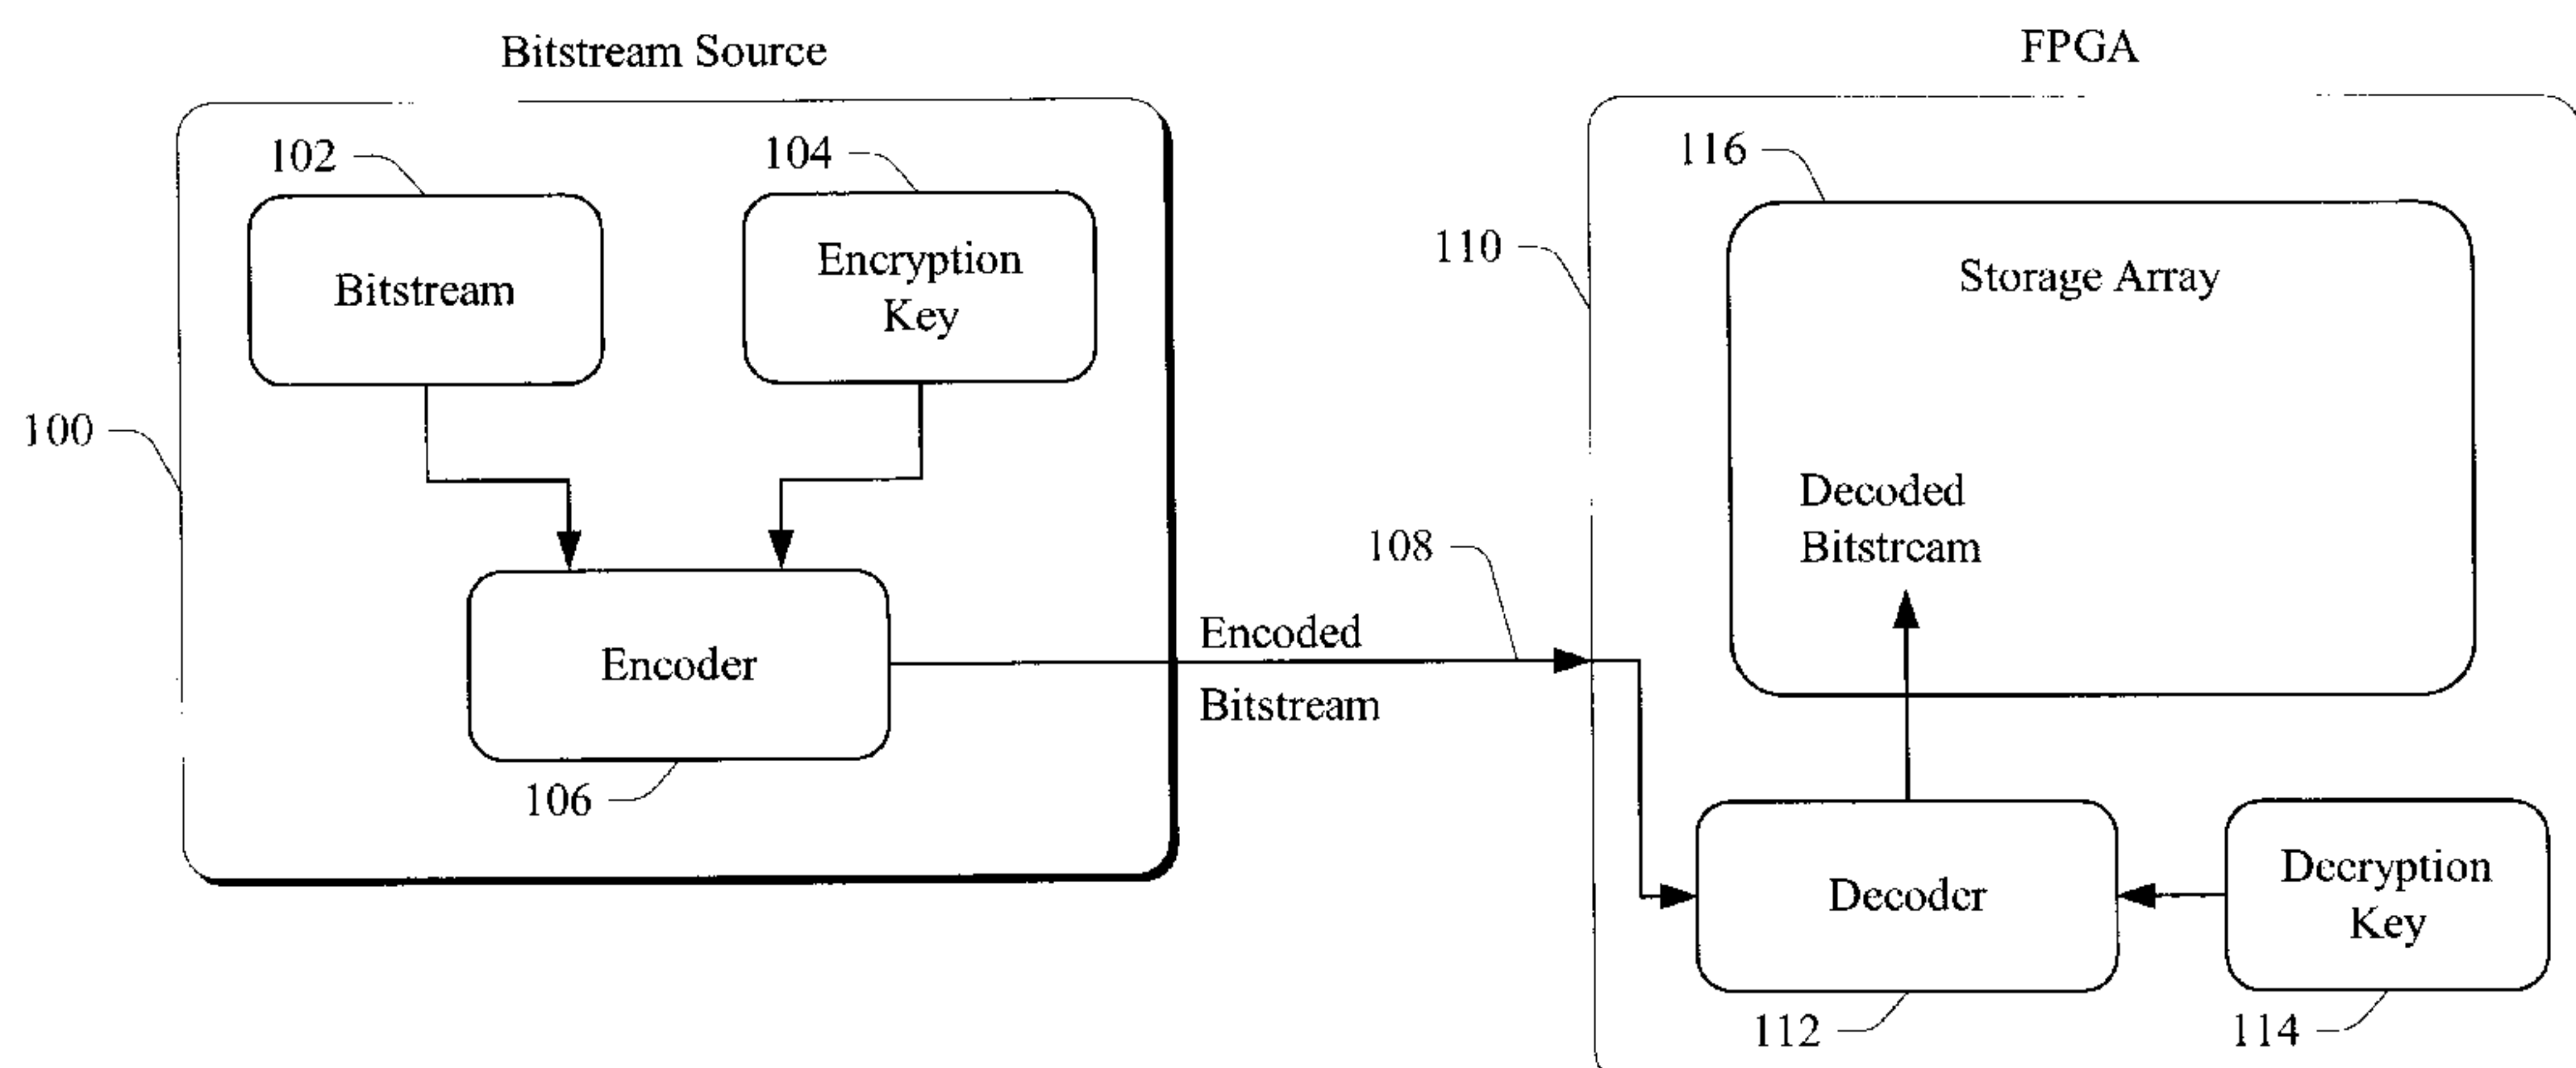 Bitstream Source
FPGA
102
104
116
Bitstream
Encryption
Key
110
Storage Array
100
Decoded
Bitstream
108
Encoded
Bitstream
Encoder
106
Decoder
Decryption
Key
112
114